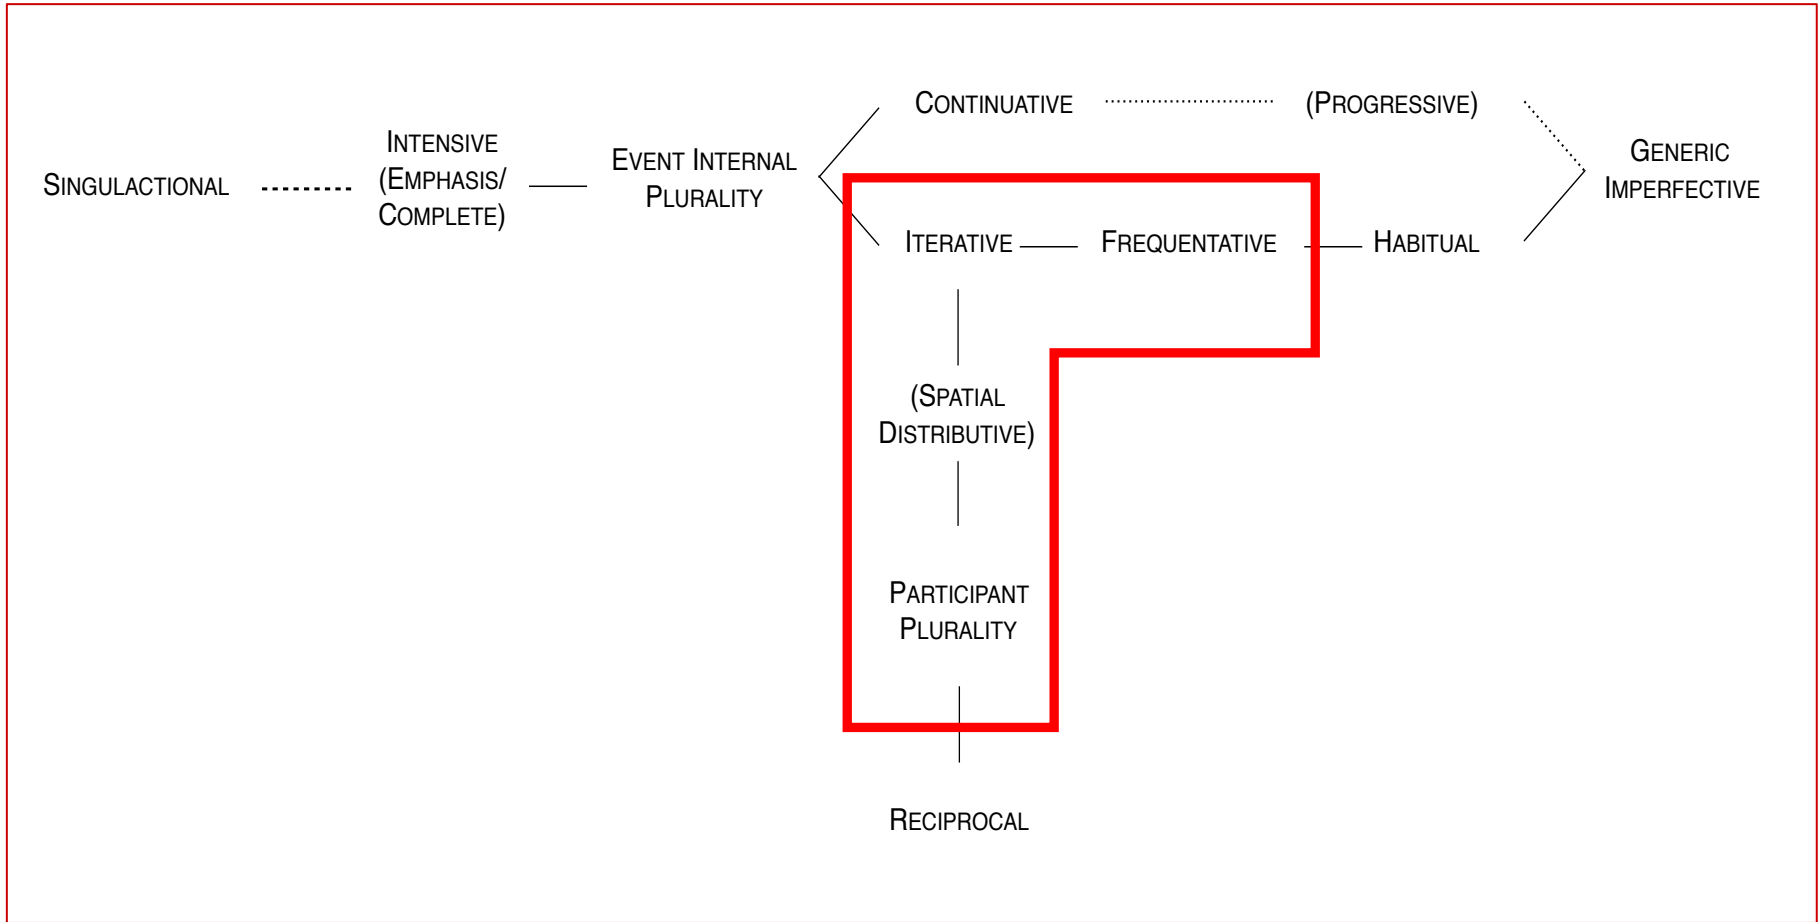 CONTINUATIVE
(PROGRESSIVE)
INTENSIVE
(EMPHASIS/
COMPLETE)
SINGULACTIONAL
EVENT INTERNAL
PLURALITY
GENERIC
IMPERFECTIVE
ITERATIVE
FREQUENTATIVE
HABITUAL
(SPATIAL
DISTRIBUTIVE)
PARTICIPANT
PLURALITY
RECIPROCAL